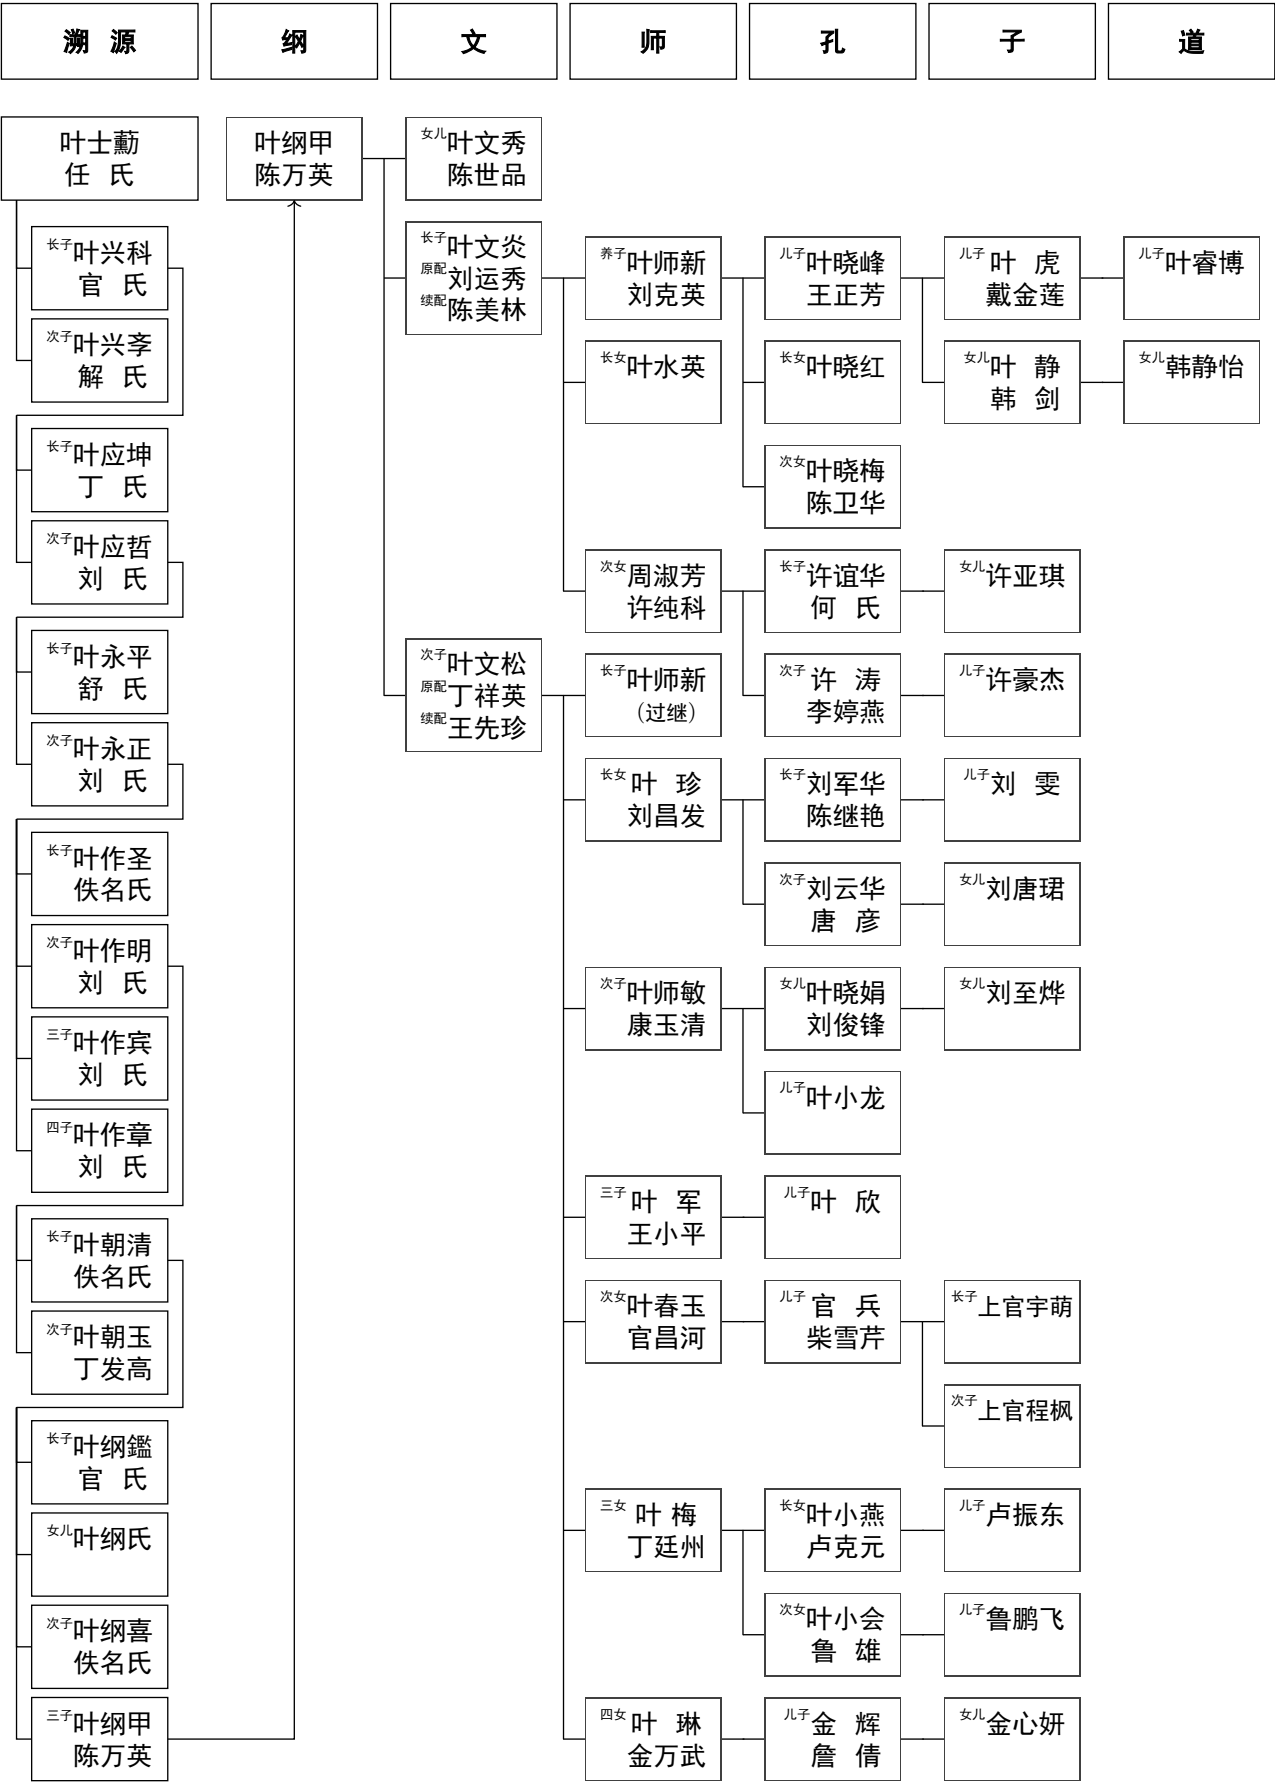 溯 源
纲
文
师
孔
子
道
叶士勷
任 氏
长子叶兴科
官 氏
次子叶兴斈
解 氏
长子叶应坤
丁 氏
次子叶应哲
刘 氏
长子叶永平
舒 氏
次子叶永正
刘 氏
长子叶作圣
佚名氏
次子叶作明
刘 氏
三子叶作宾
刘 氏
四子叶作章
刘 氏
长子叶朝清
佚名氏
次子叶朝玉
丁发高
长子叶纲鑑
官 氏
女儿叶纲氏
次子叶纲喜
佚名氏
三子叶纲甲
陈万英
叶纲甲
陈万英
女儿叶文秀
陈世品
长子叶文炎
原配刘运秀
续配陈美林
次子叶文松
原配丁祥英
续配王先珍
养子叶师新
刘克英
长女叶水英
次女周淑芳
许纯科
长子叶师新
（过继）
长女叶 珍
刘昌发
次子叶师敏
康玉清
三子叶 军
王小平
次女叶春玉
官昌河
三女叶 梅
丁廷州
四女叶 琳
金万武
儿子叶晓峰
王正芳
长女叶晓红
次女叶晓梅
陈卫华
长子许谊华
何 氏
次子许 涛
李婷燕
长子刘军华
陈继艳
次子刘云华
唐 彦
女儿叶晓娟
刘俊锋
儿子叶小龙
儿子叶 欣
儿子官 兵
柴雪芹
长女叶小燕
卢克元
次女叶小会
鲁 雄
儿子金 辉
詹 倩
儿子叶 虎
戴金莲
女儿叶 静
韩 剑
女儿许亚琪
儿子许豪杰
儿子刘 雯
女儿刘唐珺
女儿刘至烨
长子上官宇萌
次子上官程枫
儿子卢振东
儿子鲁鹏飞
女儿金心妍
儿子叶睿博
女儿韩静怡